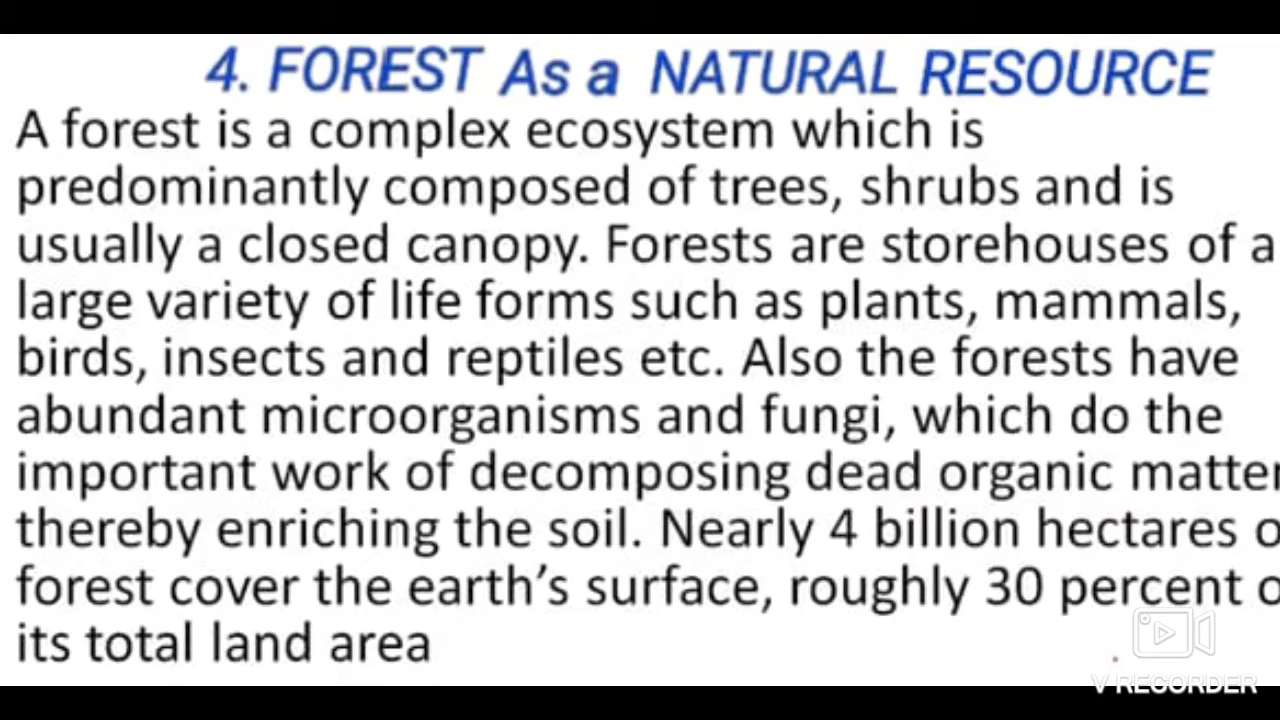 4. FOREST As a NATURAL RESOURCE
A forest is a complex ecosystem which is
predominantly composed of trees, shrubs and is
usually a closed canopy. Forests are storehouses of a
large variety of life forms such as plants, mammals,
birds, insects and reptiles etc. Also the forests have
abundant microorganisms and fungi, which do the
important work of decomposing dead organic matter
thereby enriching the soil. Nearly 4 billion hectares o
forest cover the earth’s surface, roughly 30 percent o
its total land area
V RECORDER